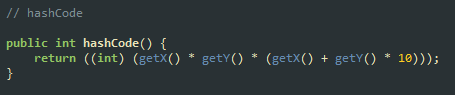 // hashCode
public int hashCode() {
return ((int) (getX() * getY() * (getX() + getY() * 10)));
}